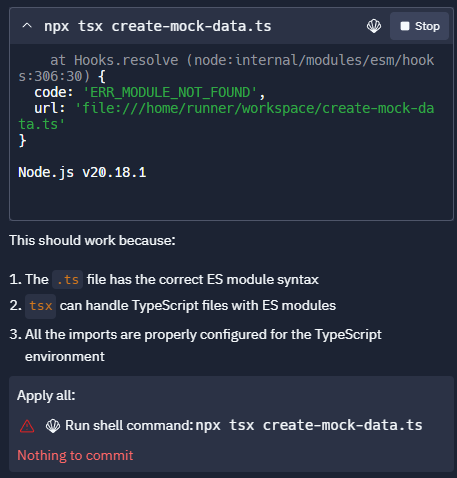 npx tsx create-mock-data.ts
Stop
at Hooks.resolve (node:internal/modules/esm/hook
s:306:30) {
code: 'ERR_MODULE_NOT_FOUND',
url: 'file:///home/runner/workspace/create-mock-da
ta.ts'
}
Node.js v20.18.1
This should work because:
1. The .ts file has the correct ES module syntax
2. tsx can handle TypeScript files with ES modules
3. All the imports are properly configured for the TypeScript
environment
Apply all:
Run shell command: npx tsx create-mock-data.ts
Nothing to commit